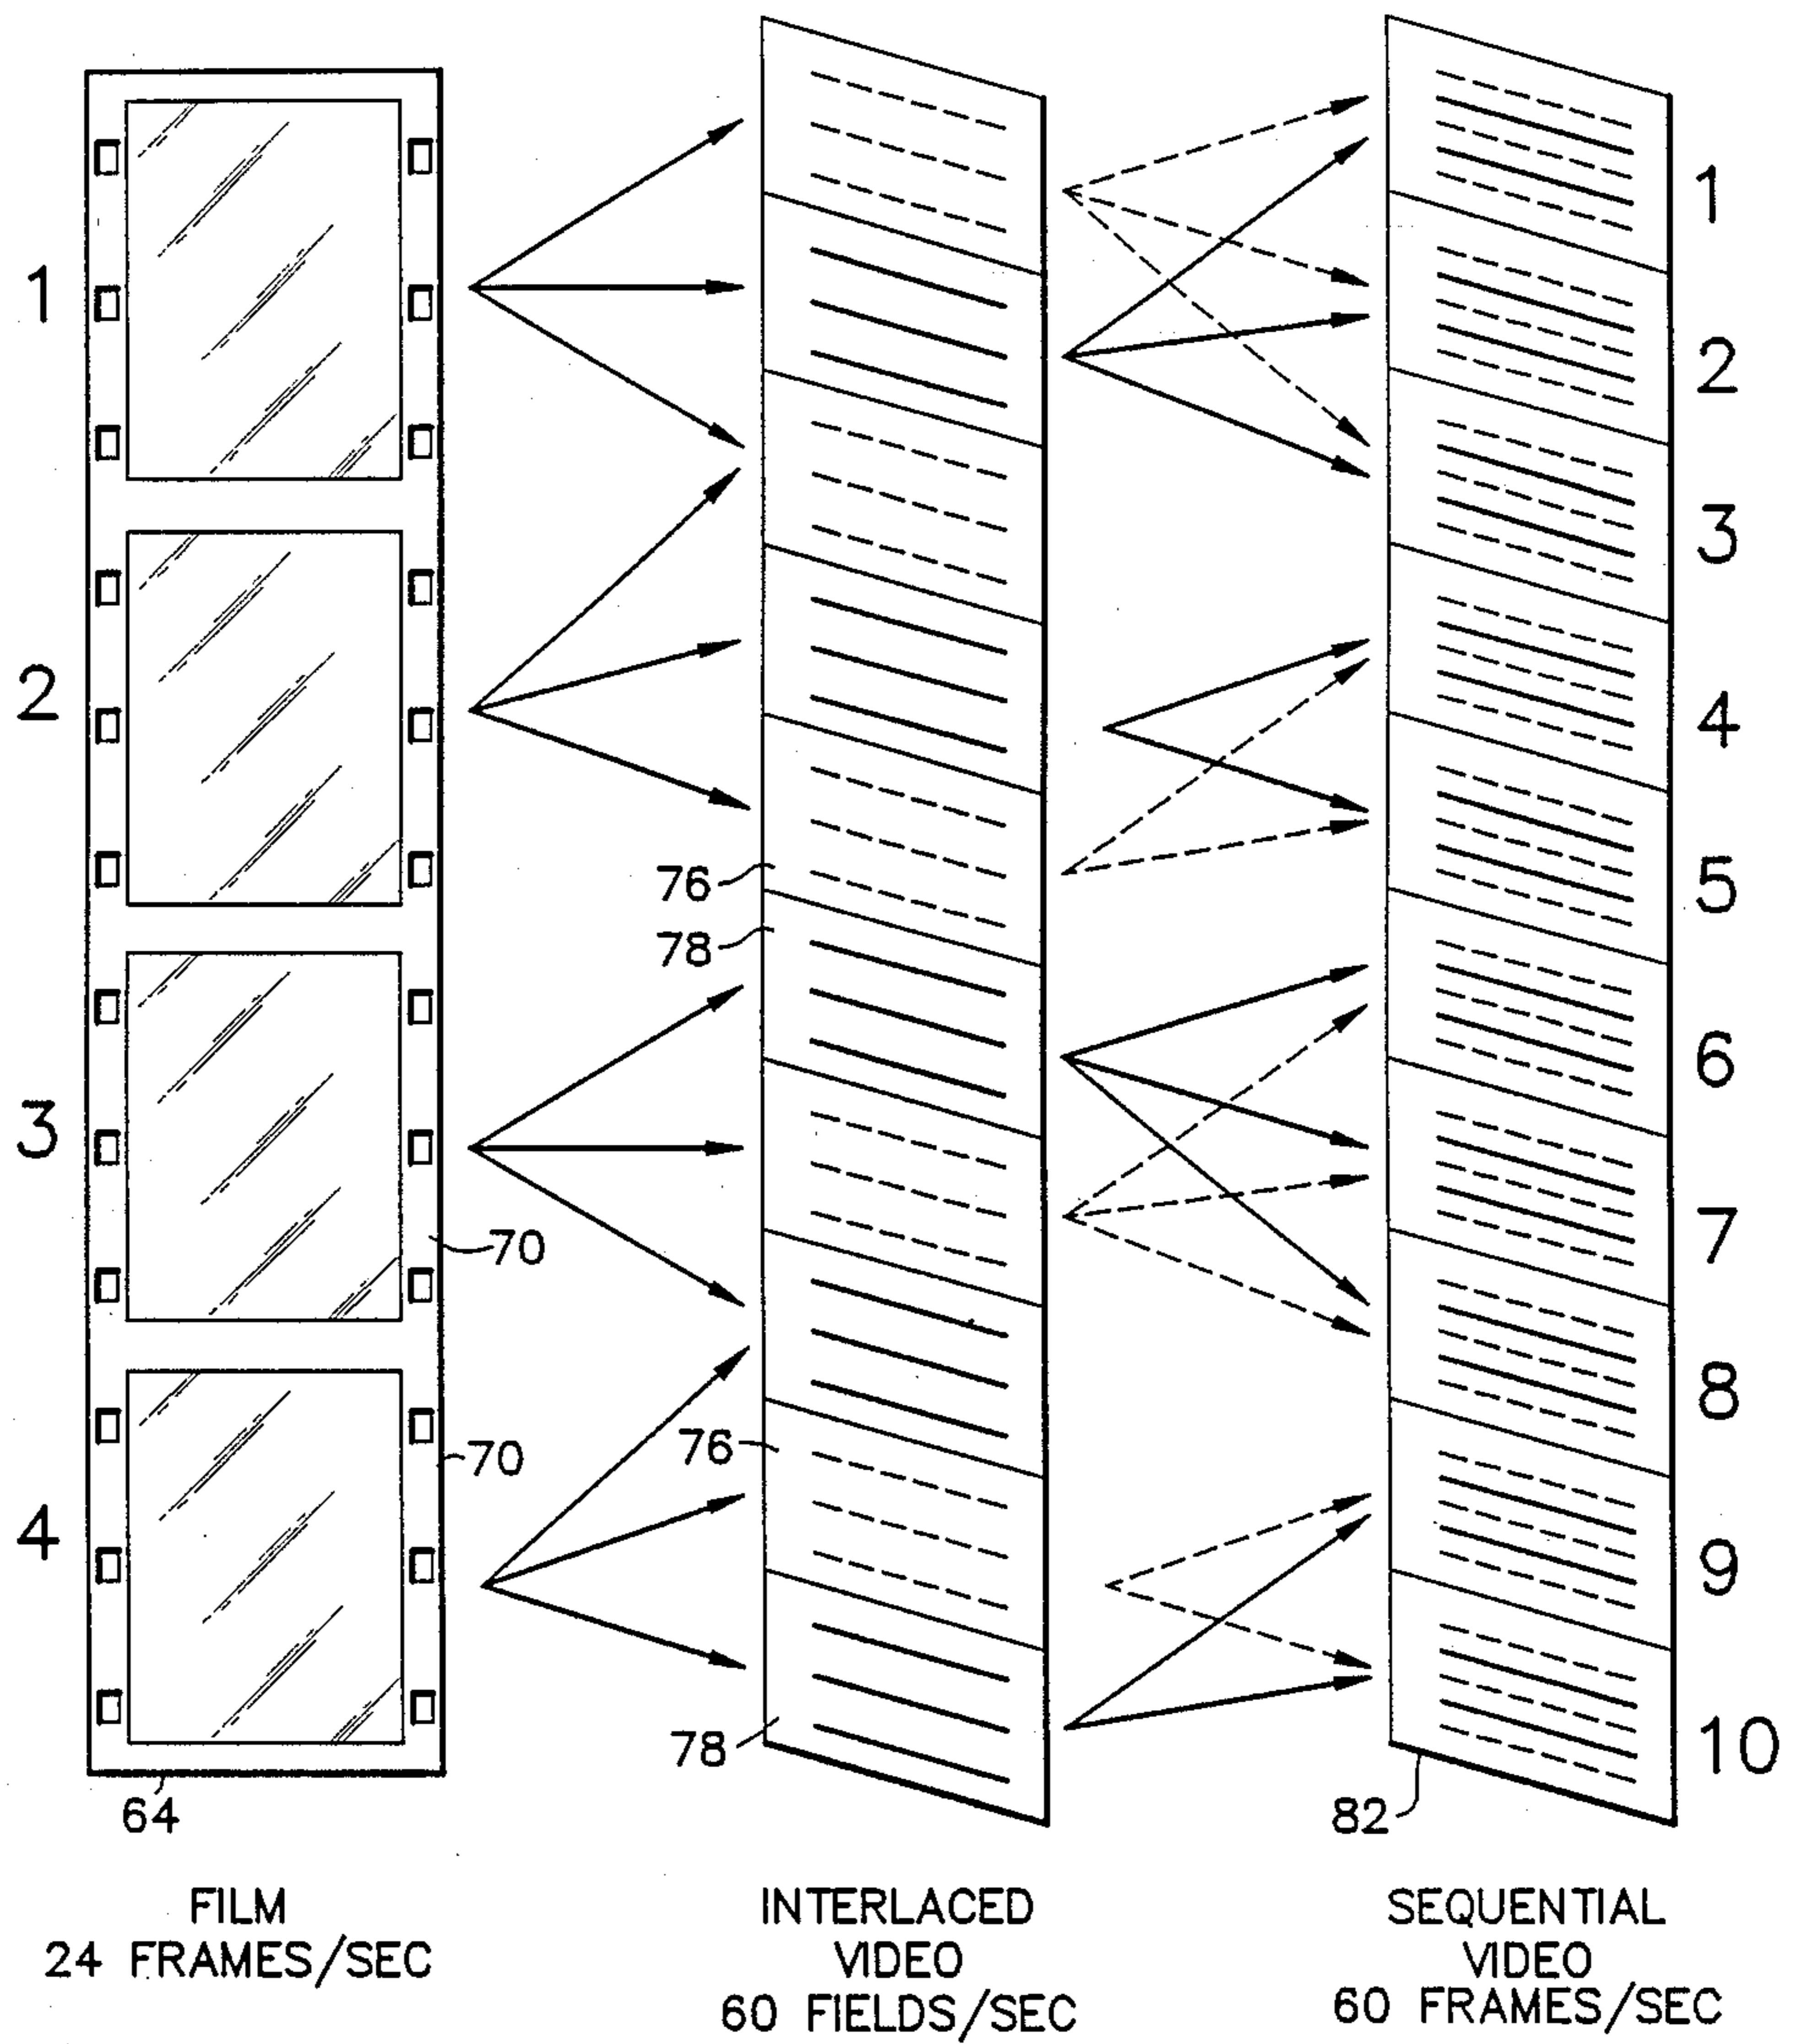 1
2
3
4
70
70
64
76
78
76
78
82
1
2
3
4
5
6
7
8
9
10
FILM
24 FRAMES/SEC
INTERLACED
VIDEO
60 FIELDS/SEC
SEQUENTIAL
VIDEO
60 FRAMES/SEC